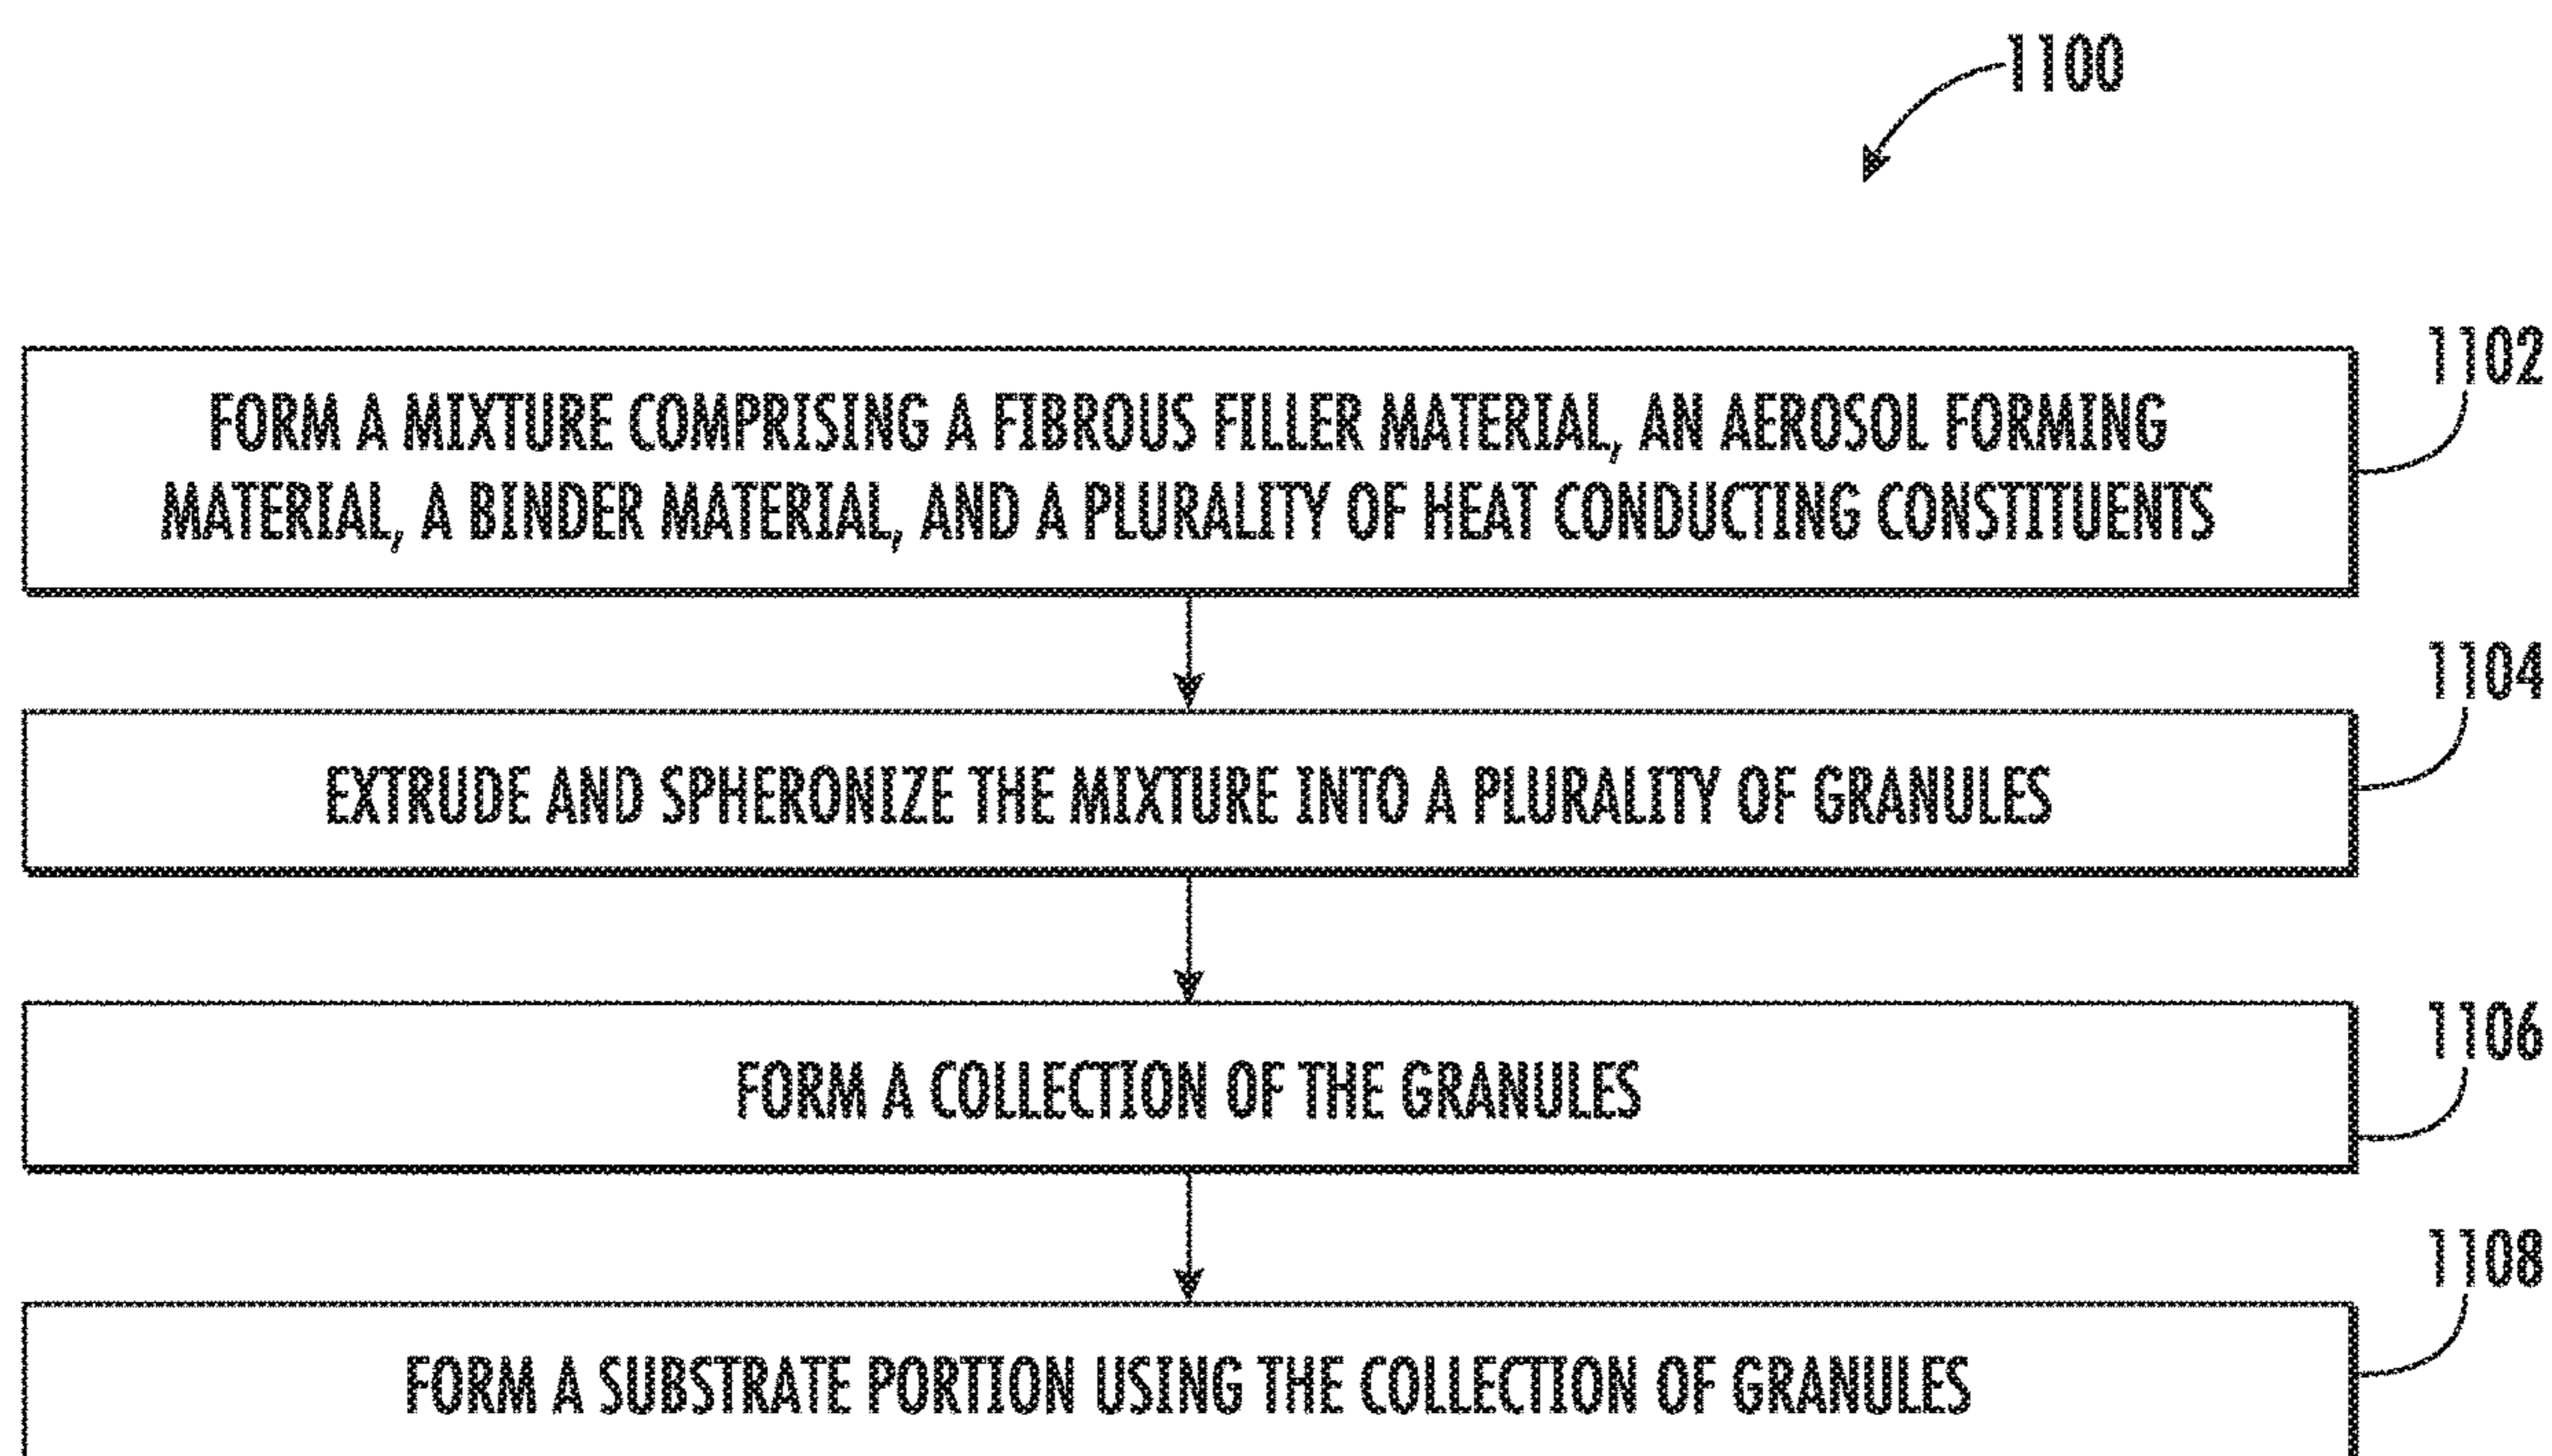 1100
1102
FORM A MIXTURE COMPRISING A FIBROUS FILLER MATERIAL, AN AEROSOL FORMING
MATERIAL, A BINDER MATERIAL, AND A PLURALITY OF HEAT CONDUCTING CONSTITUENTS
1104
EXTRUDE AND SPHERONIZE THE MIXTURE INTO A PLURALITY OF GRANULES
1106
FORM A COLLECTION OF THE GRANULES
1108
FORM A SUBSTRATE PORTION USING THE COLLECTION OF GRANULES